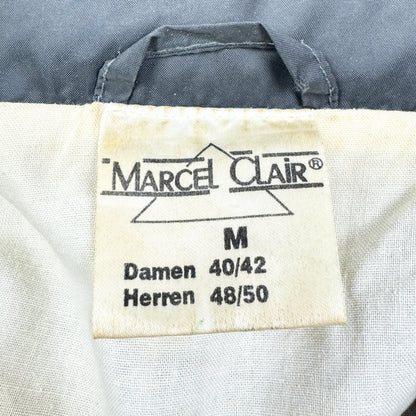 MARCEL CLAIR®
M
Damen 40/42
Herren 48/50